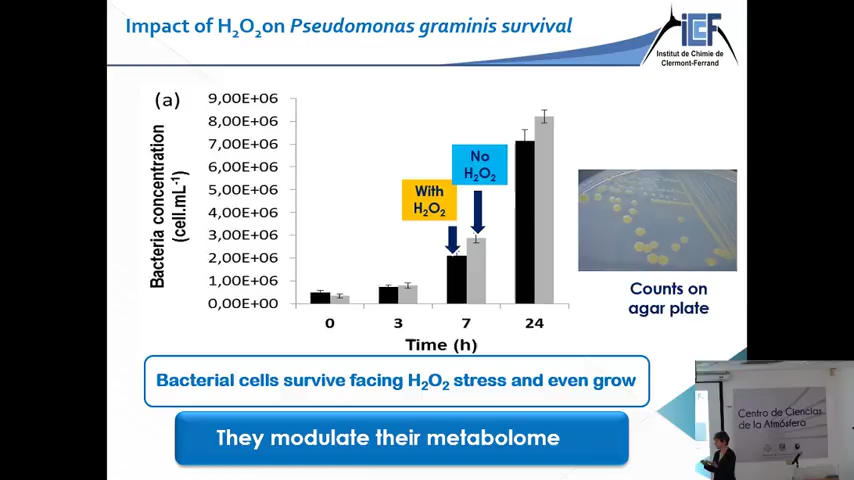 Impact of H₂O₂on Pseudomonas graminis survival
iCCF
Institut de Chimie de
Clermont-Ferrand
(a)
Bacteria concentration
(cell.mL⁻¹)
9,00E+06
8,00E+06
7,00E+06
6,00E+06
5,00E+06
4,00E+06
3,00E+06
2,00E+06
1,00E+06
0,00E+00
No
H₂O₂
With
H₂O₂
0 3 7 24
Time (h)
Counts on
agar plate
Bacterial cells survive facing H₂O₂ stress and even grow
They modulate their metabolome
Centro de Ciencias
de la Atmósfera